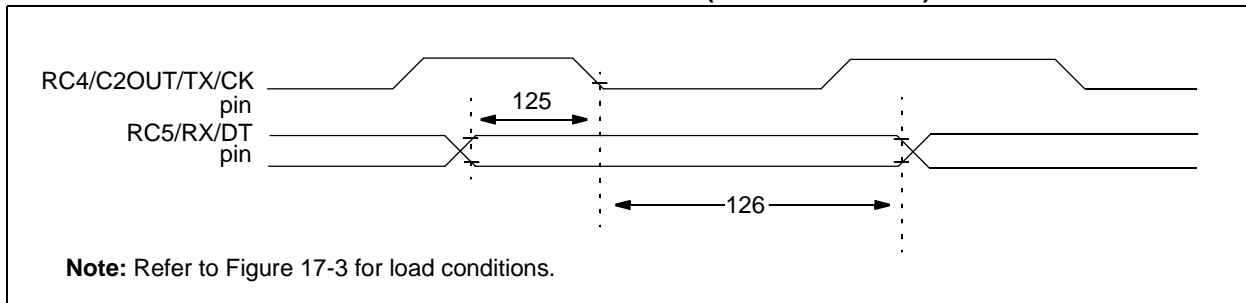 RC4/C2OUT/TX/CK
pin
125
RC5/RX/DT
pin
126
Note: Refer to Figure 17-3 for load conditions.